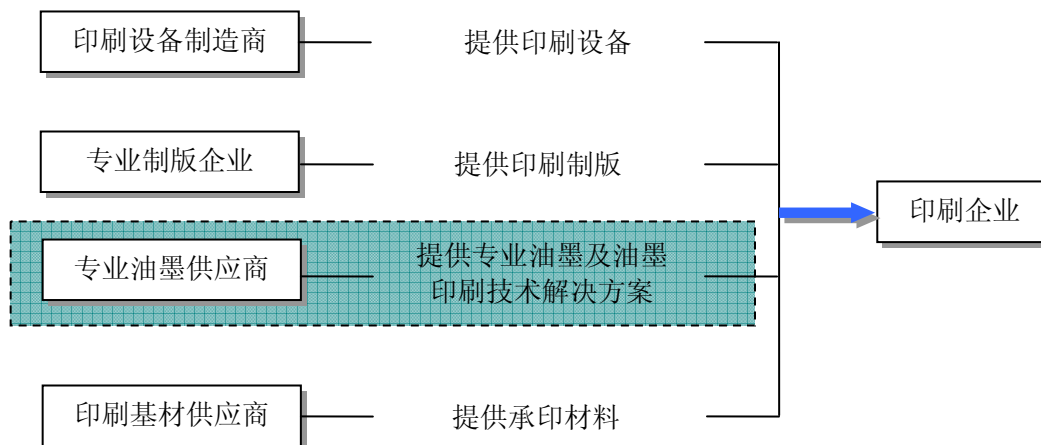 印刷设备制造商
提供印刷设备
专业制版企业
提供印刷制版
印刷企业
专业油墨供应商
提供专业油墨及油墨
印刷技术解决方案
印刷基材供应商
提供承印材料